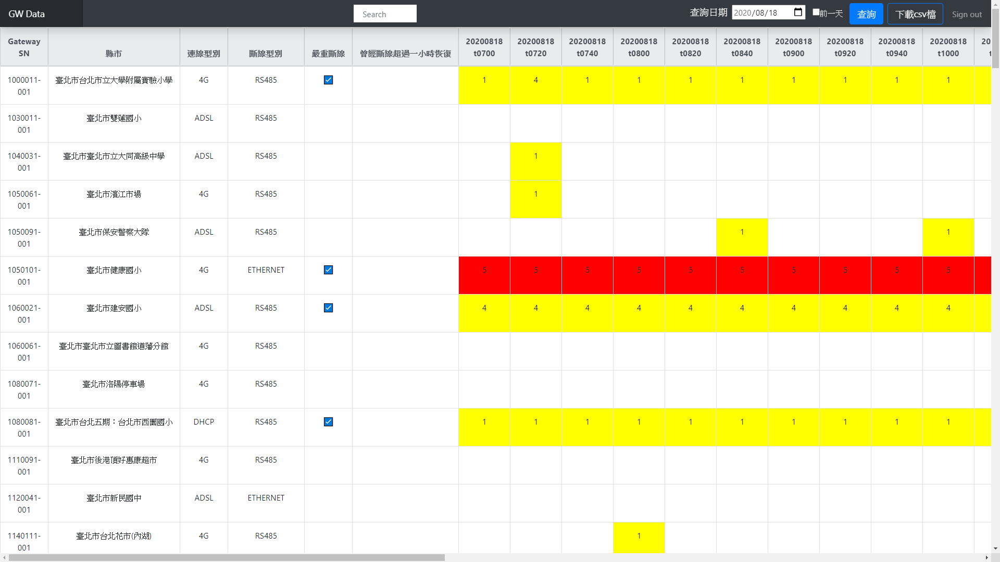 GW Data
Search
查詢日期 2020/08/18 前一天 查詢 下載csv檔 Sign out
Gateway SN 縣市 連線型別 斷線型別 嚴重斷線 曾經斷線超過一小時恢復 20200818 t0700 20200818 t0720 20200818 t0740 20200818 t0800 20200818 t0820 20200818 t0840 20200818 t0900 20200818 t0920 20200818 t0940 20200818 t1000 20
1000011-001 臺北市台北市立大學附屬實驗小學 4G RS485 1 4 1 1 1 1 1 1 1 1
1030011-001 臺北市雙蓮國小 ADSL RS485
1040031-001 臺北市臺北市立大同高級中學 ADSL RS485 1
1050061-001 臺北市濱江市場 4G RS485 1
1050091-001 臺北市保安警察大隊 ADSL RS485 1 1
1050101-001 臺北市健康國小 4G ETHERNET 5 5 5 5 5 5 5 5 5 5
1060021-001 臺北市建安國小 ADSL RS485 4 4 4 4 4 4 4 4 4 4
1060061-001 臺北市臺北市立圖書館道藩分館 4G RS485
1080071-001 臺北市洛陽停車場 4G RS485
1080081-001 臺北市台北五期：台北市西園國小 DHCP RS485 1 1 1 1 1 1 1 1 1 1
1110091-001 臺北市後港頂好惠康超市 4G RS485
1120041-001 臺北市新民國中 ADSL ETHERNET
1140111-001 臺北市台北花市(內湖) 4G RS485 1